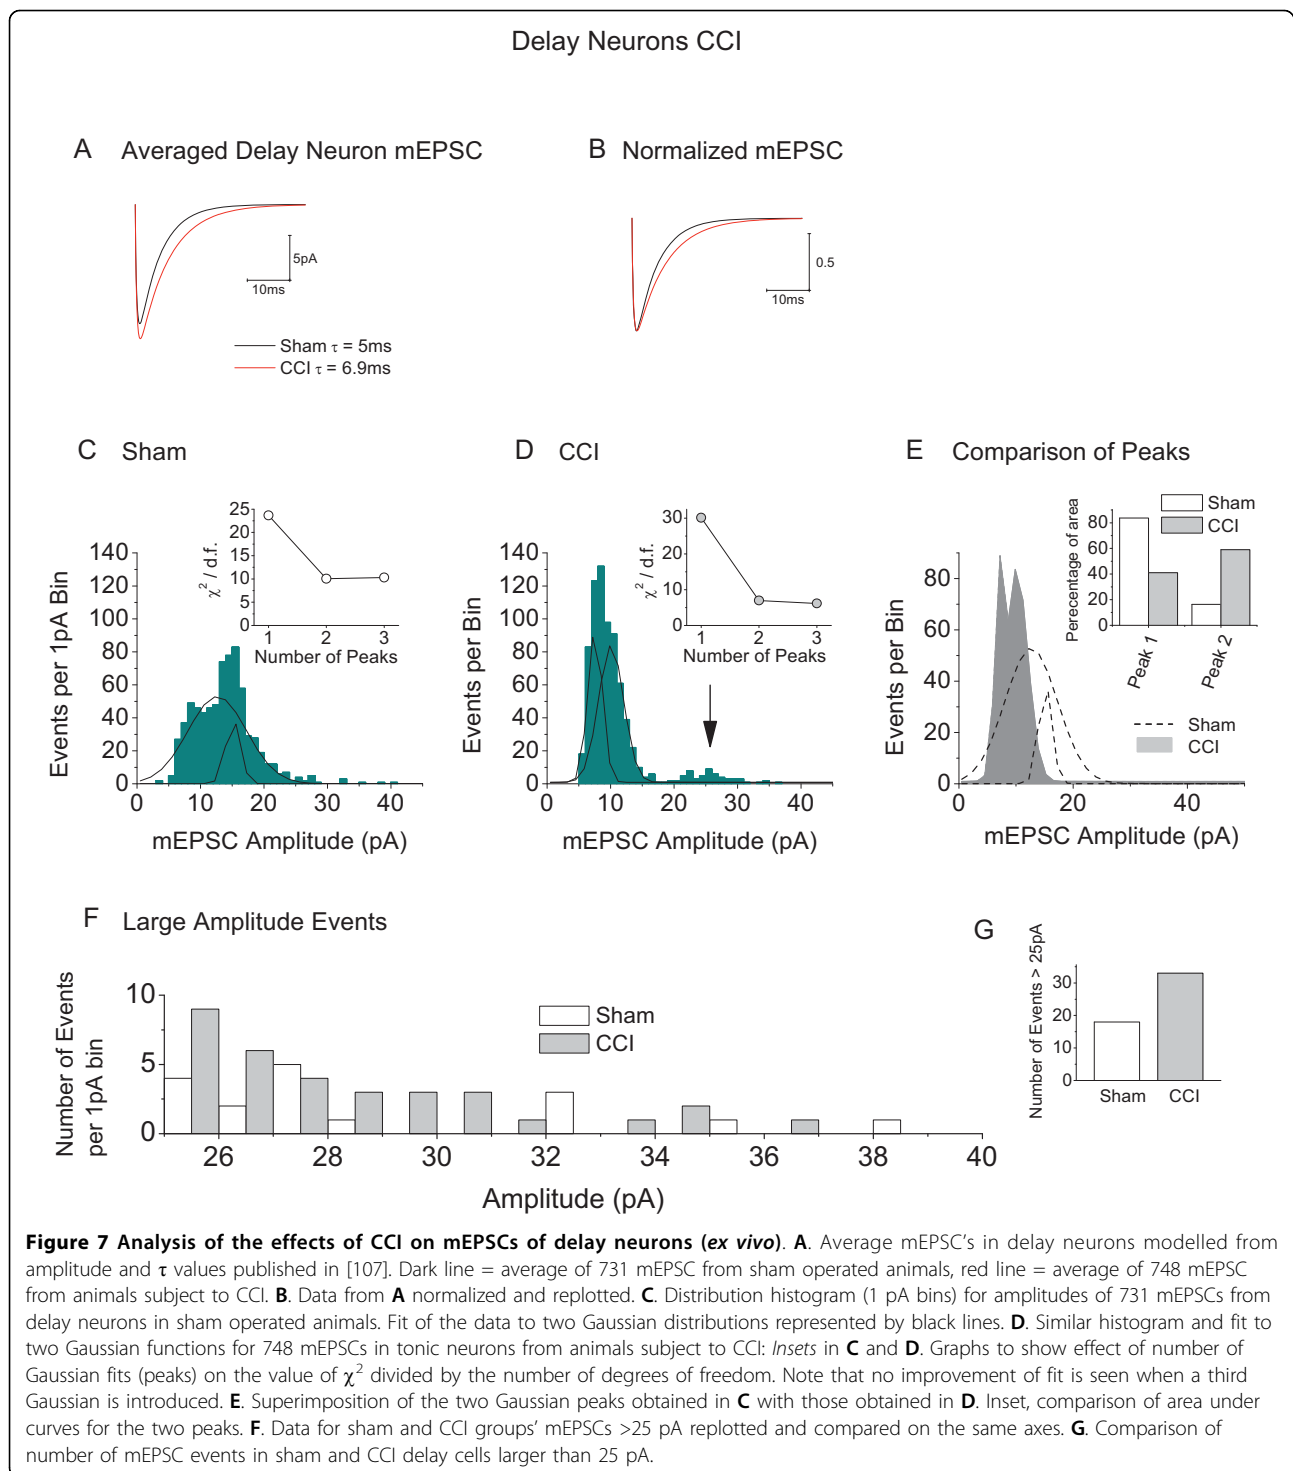 Delay Neurons CCI
A Averaged Delay Neuron mEPSC
5pA
10ms
Sham τ = 5ms
CCI τ = 6.9ms
B Normalized mEPSC
0.5
10ms
C Sham
25
20
15
10
5
0
χ² / d.f.
1 2 3
Number of Peaks
140
120
100
80
60
40
20
0
Events per 1pA Bin
0 10 20 30 40
mEPSC Amplitude (pA)
D CCI
30
20
10
0
χ² / d.f.
1 2 3
Number of Peaks
140
120
100
80
60
40
20
0
Events per Bin
0 10 20 30 40
mEPSC Amplitude (pA)
E Comparison of Peaks
Sham
CCI
80
60
40
20
0
Perecentage of area
Peak 1
Peak 2
80
60
40
20
0
Events per Bin
Sham
CCI
0 20 40
mEPSC Amplitude (pA)
F Large Amplitude Events
10
5
0
Number of Events
per 1pA bin
Sham
CCI
26 28 30 32 34 36 38 40
Amplitude (pA)
G
Number of Events > 25pA
30
20
10
0
Sham CCI
Figure 7 Analysis of the effects of CCI on mEPSCs of delay neurons (ex vivo). A. Average mEPSC's in delay neurons modelled from
amplitude and τ values published in [107]. Dark line = average of 731 mEPSC from sham operated animals, red line = average of 748 mEPSC
from animals subject to CCI. B. Data from A normalized and replotted. C. Distribution histogram (1 pA bins) for amplitudes of 731 mEPSCs from
delay neurons in sham operated animals. Fit of the data to two Gaussian distributions represented by black lines. D. Similar histogram and fit to
two Gaussian functions for 748 mEPSCs in tonic neurons from animals subject to CCI: Insets in C and D. Graphs to show effect of number of
Gaussian fits (peaks) on the value of χ² divided by the number of degrees of freedom. Note that no improvement of fit is seen when a third
Gaussian is introduced. E. Superimposition of the two Gaussian peaks obtained in C with those obtained in D. Inset, comparison of area under
curves for the two peaks. F. Data for sham and CCI groups' mEPSCs >25 pA replotted and compared on the same axes. G. Comparison of
number of mEPSC events in sham and CCI delay cells larger than 25 pA.